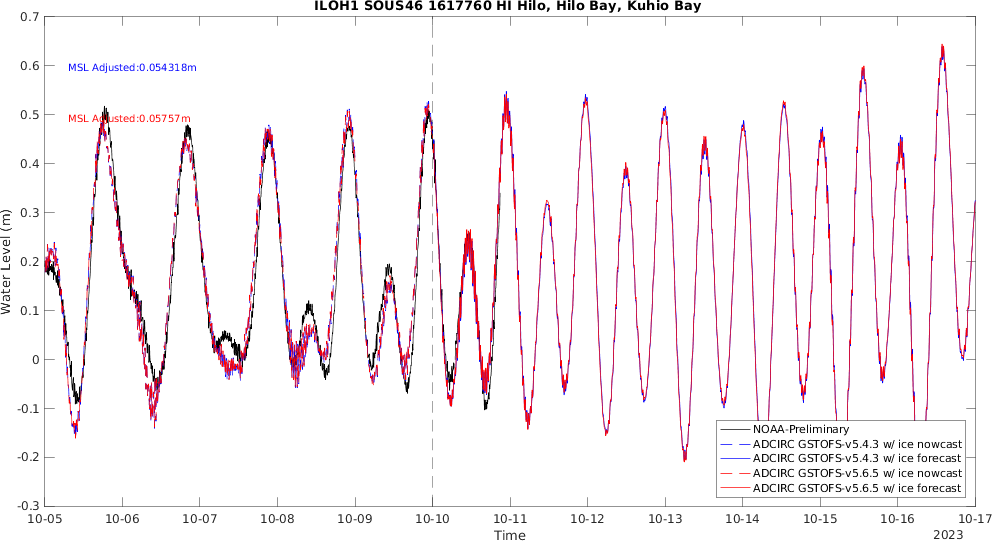 ILOH1 SOUS46 1617760 HI Hilo, Hilo Bay, Kuhio Bay
0.7
0.6
0.5
0.4
0.3
0.2
0.1
0
-0.1
-0.2
-0.3
Water Level (m)
MSL Adjusted:0.054318m
MSL Adjusted:0.05757m
NOAA-Preliminary
ADCIRC GSTOFS-v5.4.3 w/ ice nowcast
ADCIRC GSTOFS-v5.4.3 w/ ice forecast
ADCIRC GSTOFS-v5.6.5 w/ ice nowcast
ADCIRC GSTOFS-v5.6.5 w/ ice forecast
10-05 10-06 10-07 10-08 10-09 10-10 10-11 10-12 10-13 10-14 10-15 10-16 10-17
Time
2023